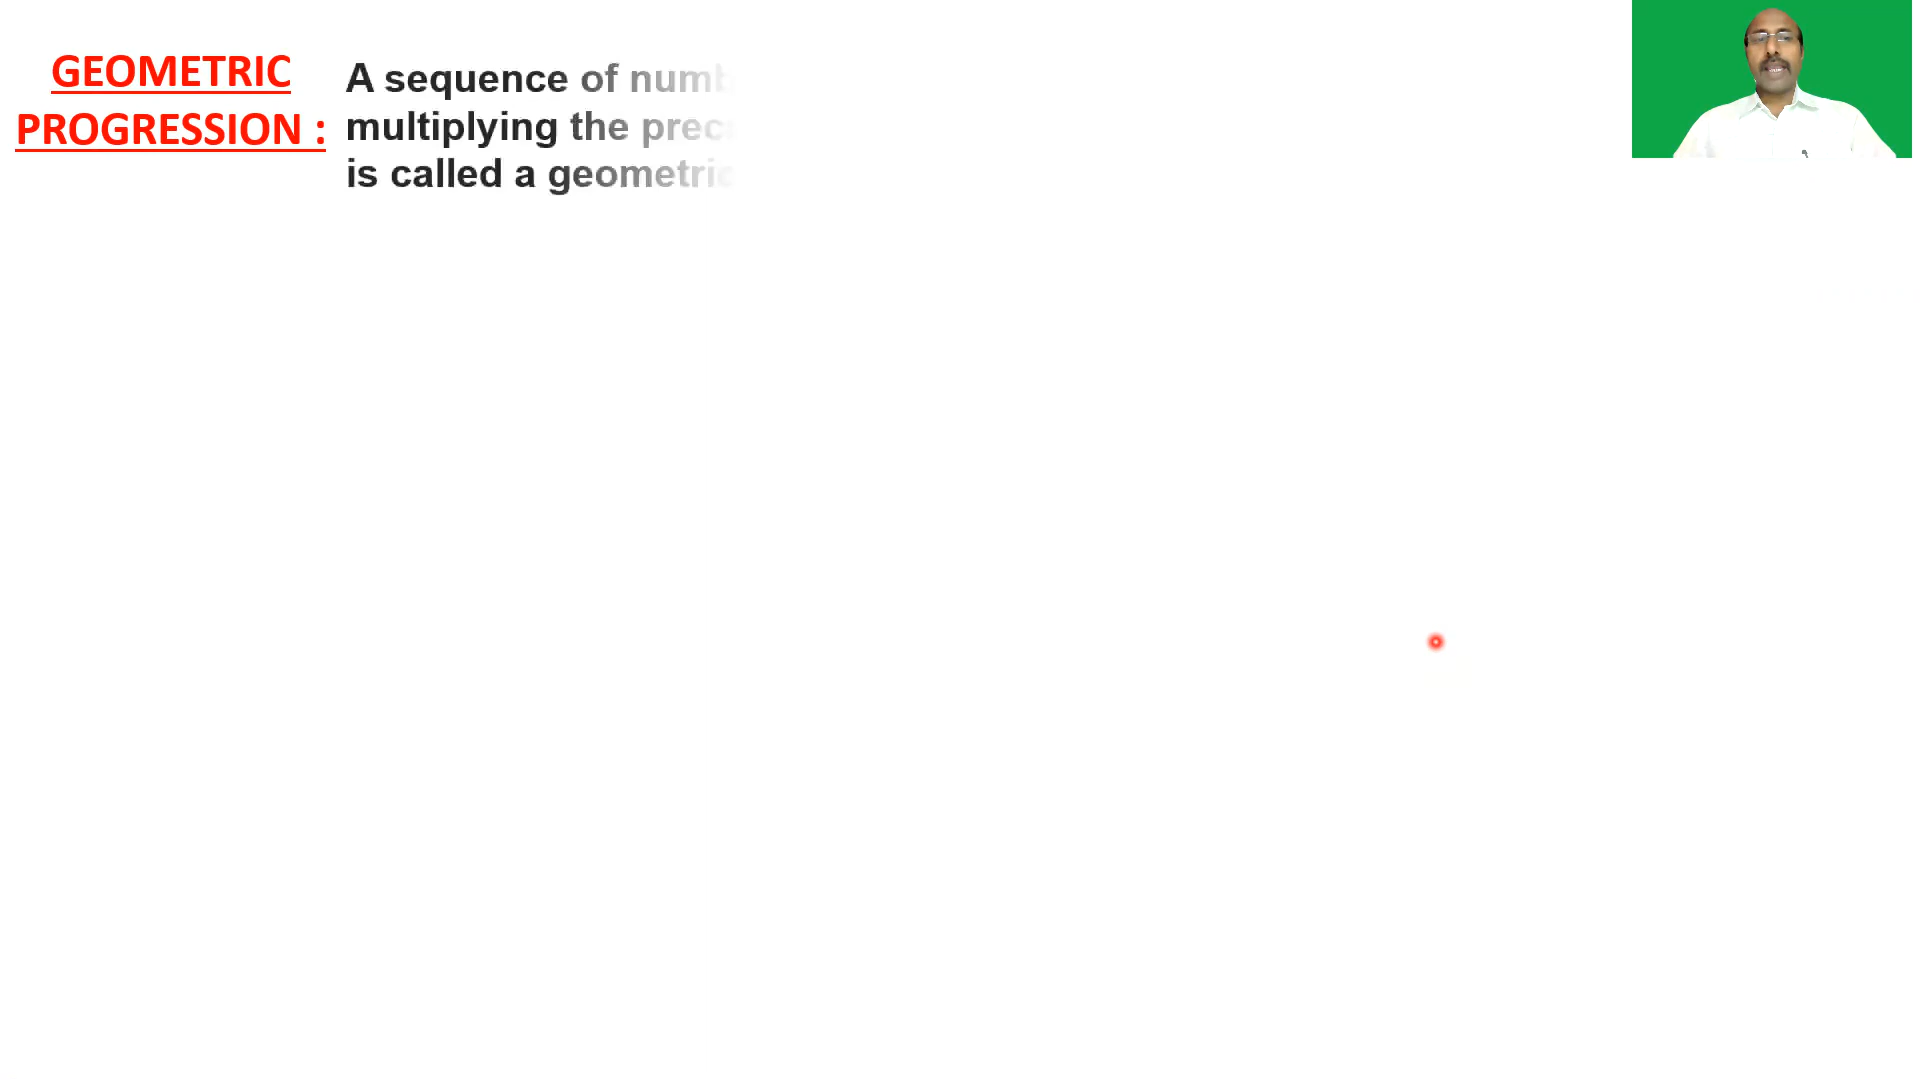 GEOMETRIC
PROGRESSION :
A sequence of
multiplying the
is called a geometric